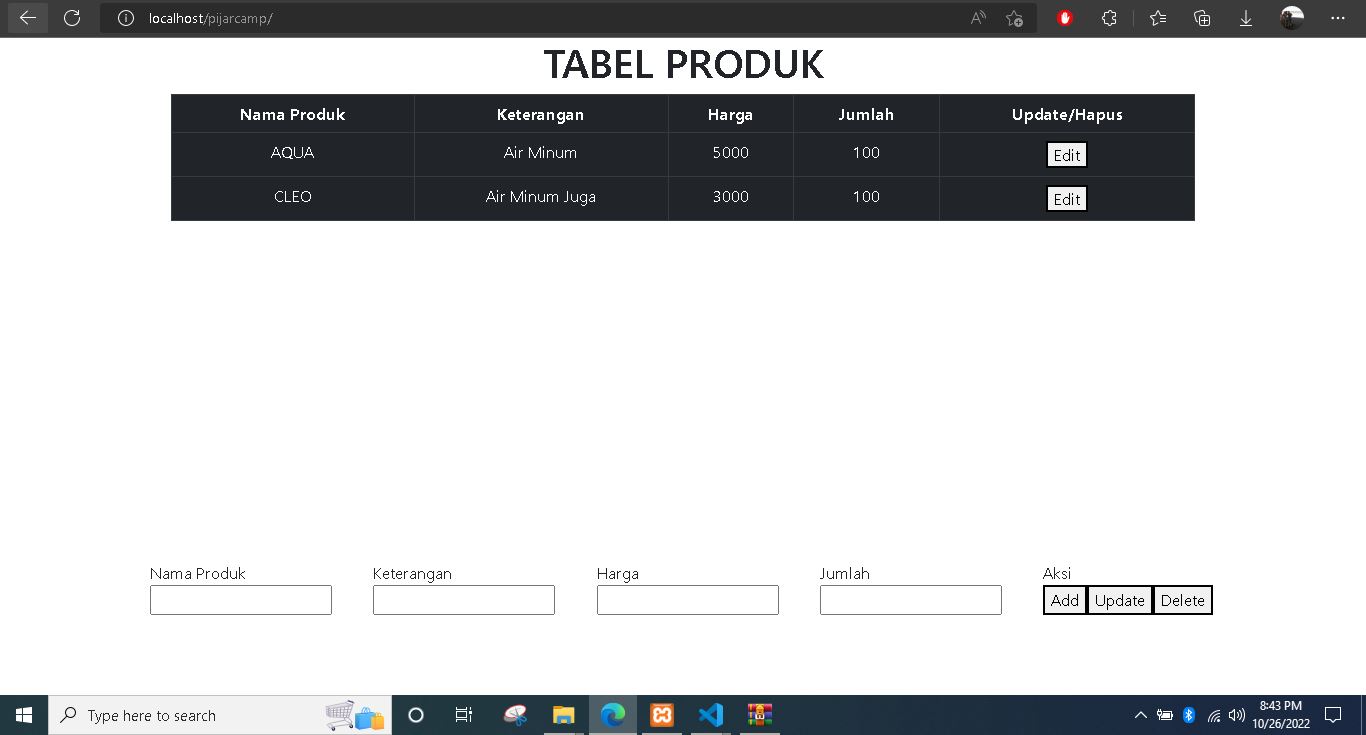 localhost/pijarcamp/
TABEL PRODUK
Nama Produk Keterangan Harga Jumlah Update/Hapus
AQUA Air Minum 5000 100 Edit
CLEO Air Minum Juga 3000 100 Edit
Nama Produk Keterangan Harga Jumlah Aksi
Add Update Delete
Type here to search
8:43 PM
10/26/2022